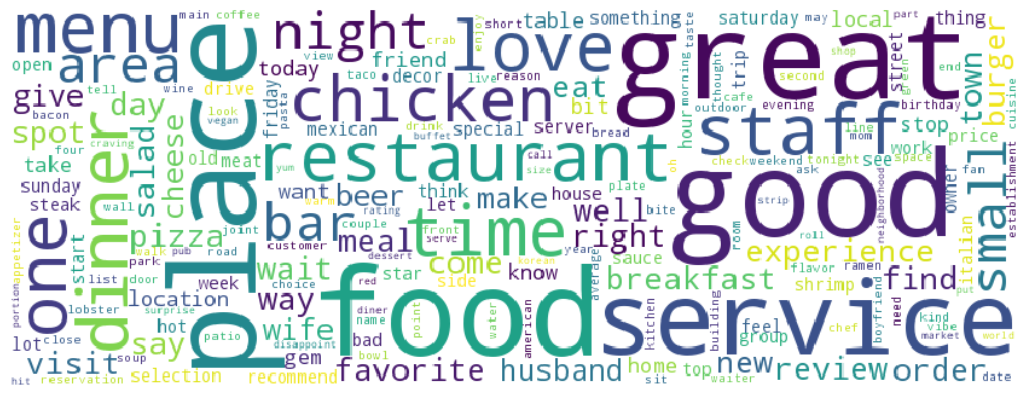 menu
area
night
love
great
place
chicken
staff
restaurant
good
time
food
service
dinner
one
bar
small
burger
town
breakfast
experience
favorite
husband
review
order
new
visit
wife
meal
beer
make
well
right
find
pizza
cheese
salad
day
spot
give
eat
way
wait
come
know
location
say
gem
bad
think
want
let
house
server
special
mexican
friend
decor
table
something
bit
saturday
local
thing
street
trip
stop
price
work
see
owner
italian
shrimp
flavor
sauce
side
star
customer
couple
today
friday
drive
open
main
coffee
take
sunday
steak
four
bacon
tell
craving
wine
look
vegan
old
meat
pasta
taco
view
live
crab
short
enjoy
reason
drink
buffet
bread
yum
warm
rating
call
size
plate
bite
hour
morning
thought
taste
outdoor
cafe
evening
may
shop
second
green
part
end
cuisine
birthday
mom
line
check
weekend
tonight
ask
space
fan
establishment
oh
strip
neighborhood
room
roll
year
average
ramen
kind
vibe
market
put
world
need
boyfriend
chef
feel
group
building
kitchen
home
top
sit
waiter
date
american
water
point
name
diner
red
dessert
serve
front
korean
choice
disappoint
bowl
patio
hot
week
road
joint
pub
walk
park
door
list
start
wall
appetizer
portion
lobster
surprise
lot
close
soup
hit
reservation
selection
recommend